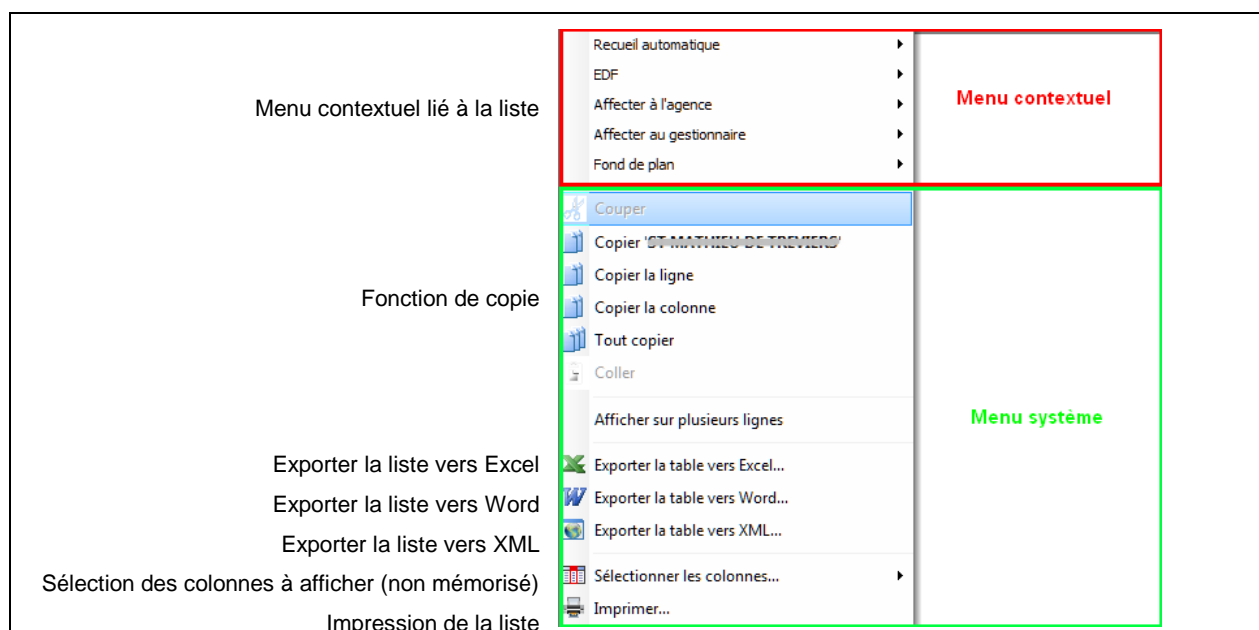 Recueil automatique
EDF
Menu contextuel lié à la liste
Affecter à l'agence
Menu contextuel
Affecter au gestionnaire
Fond de plan
Couper
Copier 'ST MATHIEU DE TREVIERS'
Copier la ligne
Fonction de copie
Copier la colonne
Tout copier
Coller
Afficher sur plusieurs lignes
Menu système
Exporter la liste vers Excel
Exporter la table vers Excel...
Exporter la liste vers Word
Exporter la table vers Word...
Exporter la liste vers XML
Exporter la table vers XML...
Sélection des colonnes à afficher (non mémorisé)
Sélectionner les colonnes...
Impression de la liste
Imprimer...